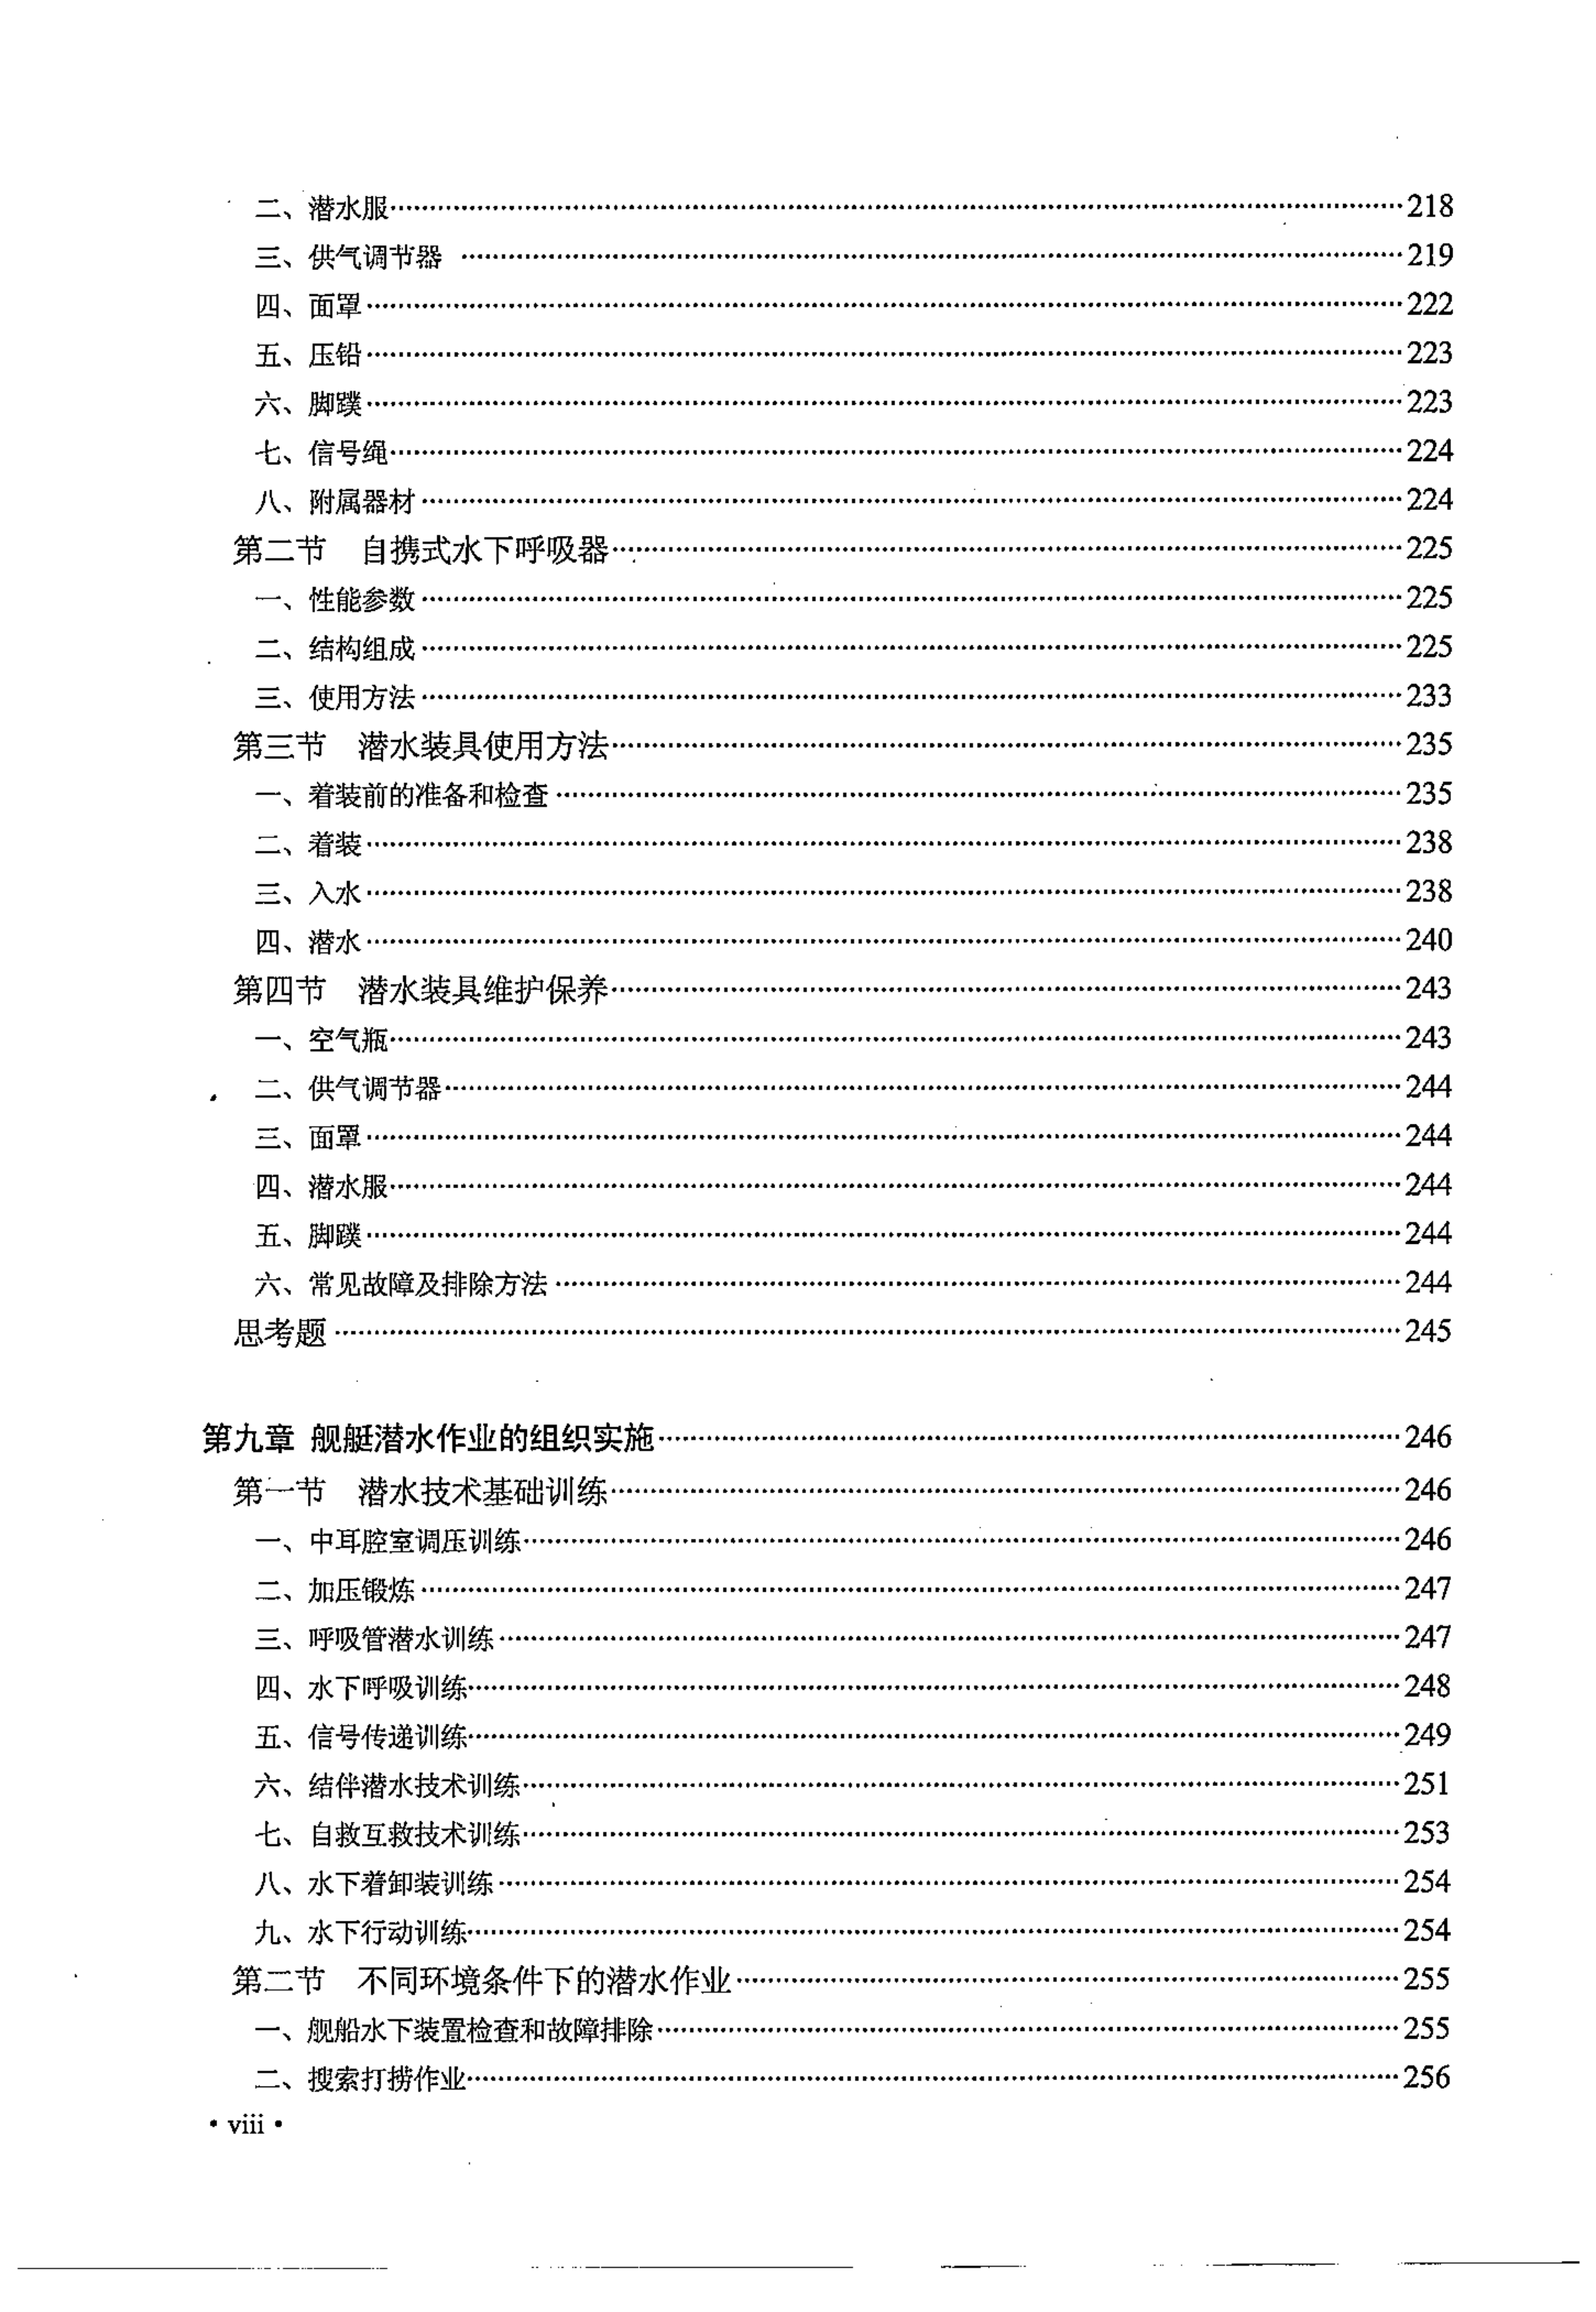 二、潜水服……218
三、供气调节器……219
四、面罩……222
五、压铅……223
六、脚蹼……223
七、信号绳……224
八、附属器材……224
第二节 自携式水下呼吸器……225
一、性能参数……225
二、结构组成……225
三、使用方法……233
第三节 潜水装具使用方法……235
一、着装前的准备和检查……235
二、着装……238
三、入水……238
四、潜水……240
第四节 潜水装具维护保养……243
一、空气瓶……243
二、供气调节器……244
三、面罩……244
四、潜水服……244
五、脚蹼……244
六、常见故障及排除方法……244
思考题……245
第九章 舰艇潜水作业的组织实施……246
第一节 潜水技术基础训练……246
一、中耳腔室调压训练……246
二、加压锻炼……247
三、呼吸管潜水训练……247
四、水下呼吸训练……248
五、信号传递训练……249
六、结伴潜水技术训练……251
七、自救互救技术训练……253
八、水下着卸装训练……254
九、水下行动训练……254
第二节 不同环境条件下的潜水作业……255
一、舰船水下装置检查和故障排除……255
二、搜索打捞作业……256
• viii •